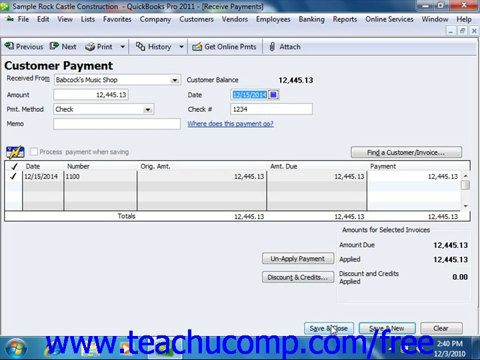 Sample Rock Castle Construction - QuickBooks Pro 2011 - [Receive Payments]
File Edit View Lists Company Customers Vendors Employees Banking Reports Online Services Window Help
Previous Next Print History Get Online Pmts Attach
Customer Payment
Received From Babcock's Music Shop Customer Balance 12,445.13
Amount 12,445.13 Date 12/15/2014
Pmt. Method Check Check # 1234
Memo Where does this payment go?
Process payment when saving Find a Customer/Invoice...
Date Number Orig. Amt. Amt. Due Payment
12/15/2014 1100 12,445.13 12,445.13 12,445.13
Totals 12,445.13 12,445.13 12,445.13
Amounts for Selected Invoices
Amount Due 12,445.13
Un-Apply Payment Applied 12,445.13
Discount & Credits... Discount and Credits Applied 0.00
Save & Close Save & New Clear
www.teachucomp.com/free
2:40 PM
12/3/2010